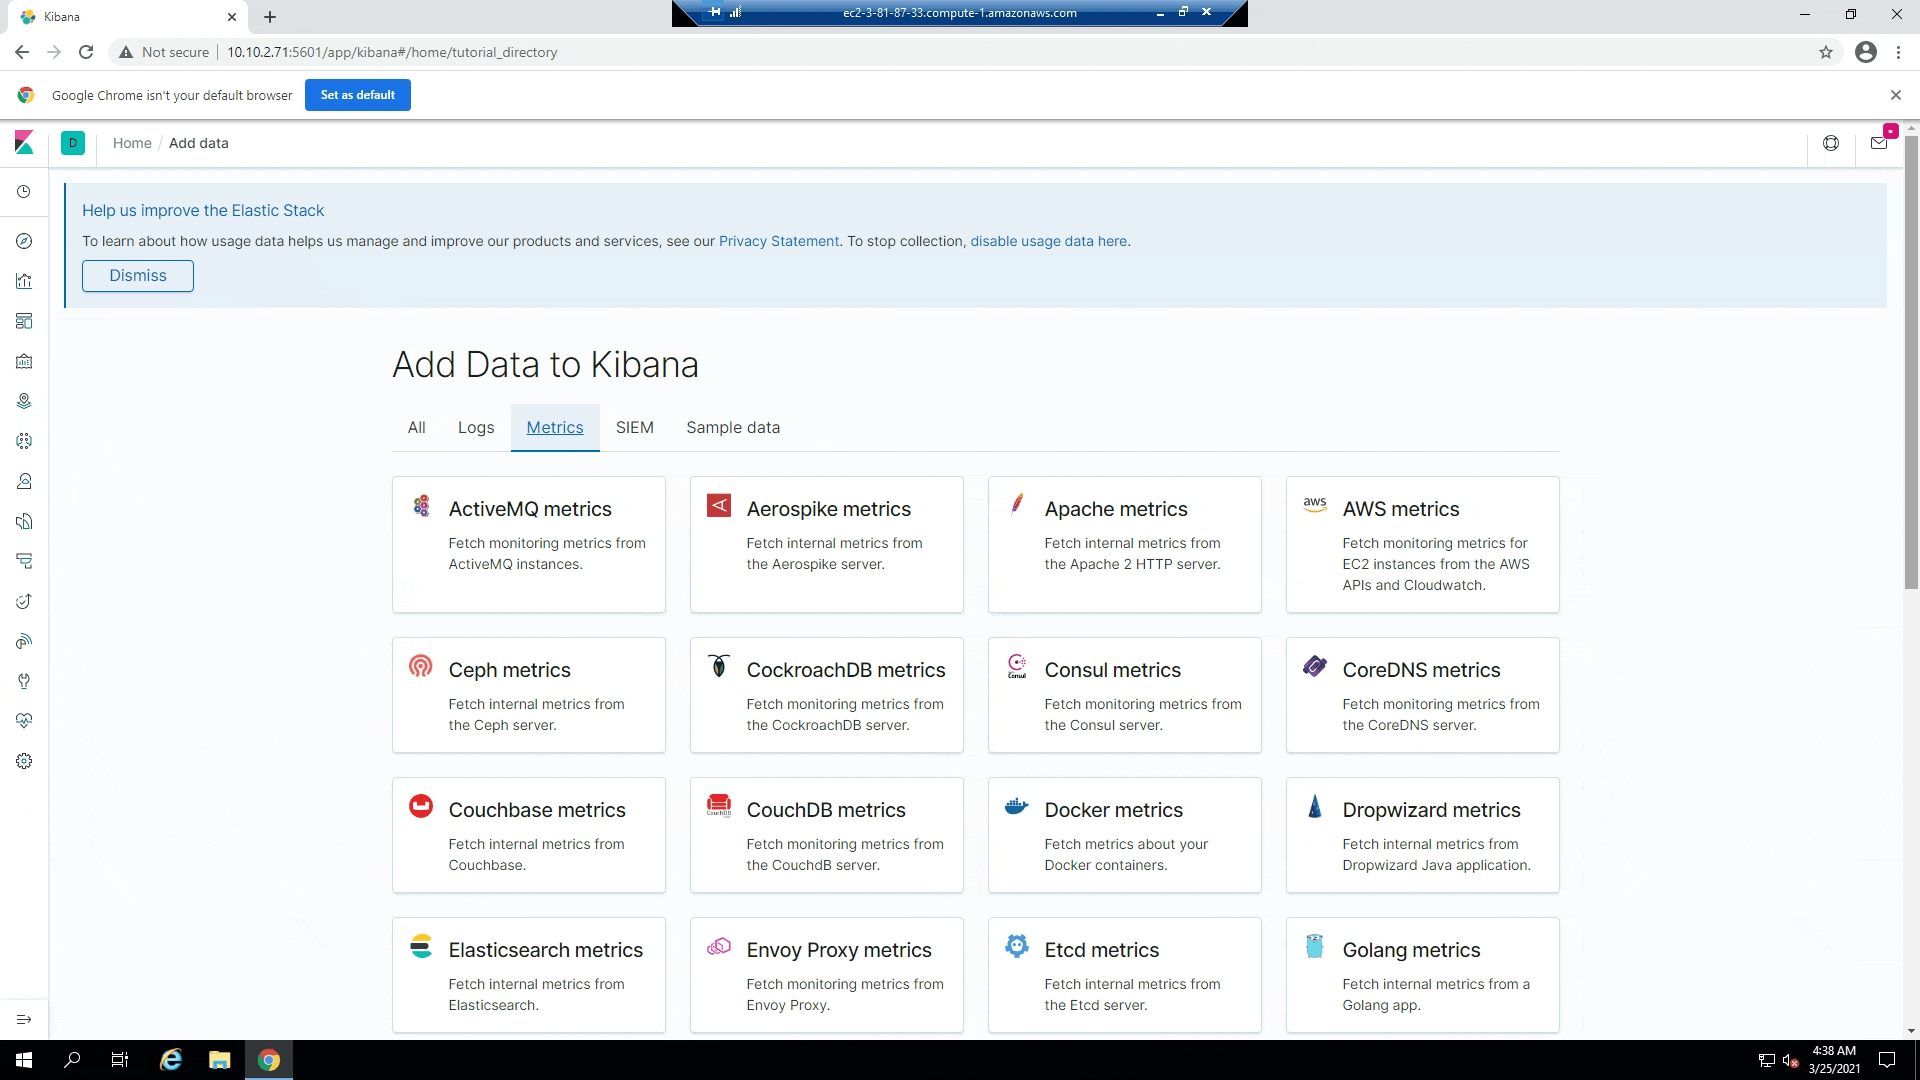 Kibana
ec2-3-81-87-33.compute-1.amazonaws.com
Not secure
10.10.2.71:5601/app/kibana#/home/tutorial_directory
Google Chrome isn't your default browser
Set as default
D
Home / Add data
Help us improve the Elastic Stack
To learn about how usage data helps us manage and improve our products and services, see our Privacy Statement. To stop collection, disable usage data here.
Dismiss
Add Data to Kibana
All
Logs
Metrics
SIEM
Sample data
ActiveMQ metrics
Fetch monitoring metrics from
ActiveMQ instances.
Aerospike metrics
Fetch internal metrics from
the Aerospike server.
Apache metrics
Fetch internal metrics from
the Apache 2 HTTP server.
aws
AWS metrics
Fetch monitoring metrics for
EC2 instances from the AWS
APIs and Cloudwatch.
Ceph metrics
Fetch internal metrics from
the Ceph server.
CockroachDB metrics
Fetch monitoring metrics from
the CockroachDB server.
Consul
Consul metrics
Fetch monitoring metrics from
the Consul server.
CoreDNS metrics
Fetch monitoring metrics from
the CoreDNS server.
Couchbase metrics
Fetch internal metrics from
Couchbase.
CouchDB
CouchDB metrics
Fetch monitoring metrics from
the CouchdB server.
Docker metrics
Fetch metrics about your
Docker containers.
Dropwizard metrics
Fetch internal metrics from
Dropwizard Java application.
Elasticsearch metrics
Fetch internal metrics from
Elasticsearch.
Envoy Proxy metrics
Fetch monitoring metrics from
Envoy Proxy.
Etcd metrics
Fetch internal metrics from
the Etcd server.
Golang metrics
Fetch internal metrics from a
Golang app.
4:38 AM
3/25/2021